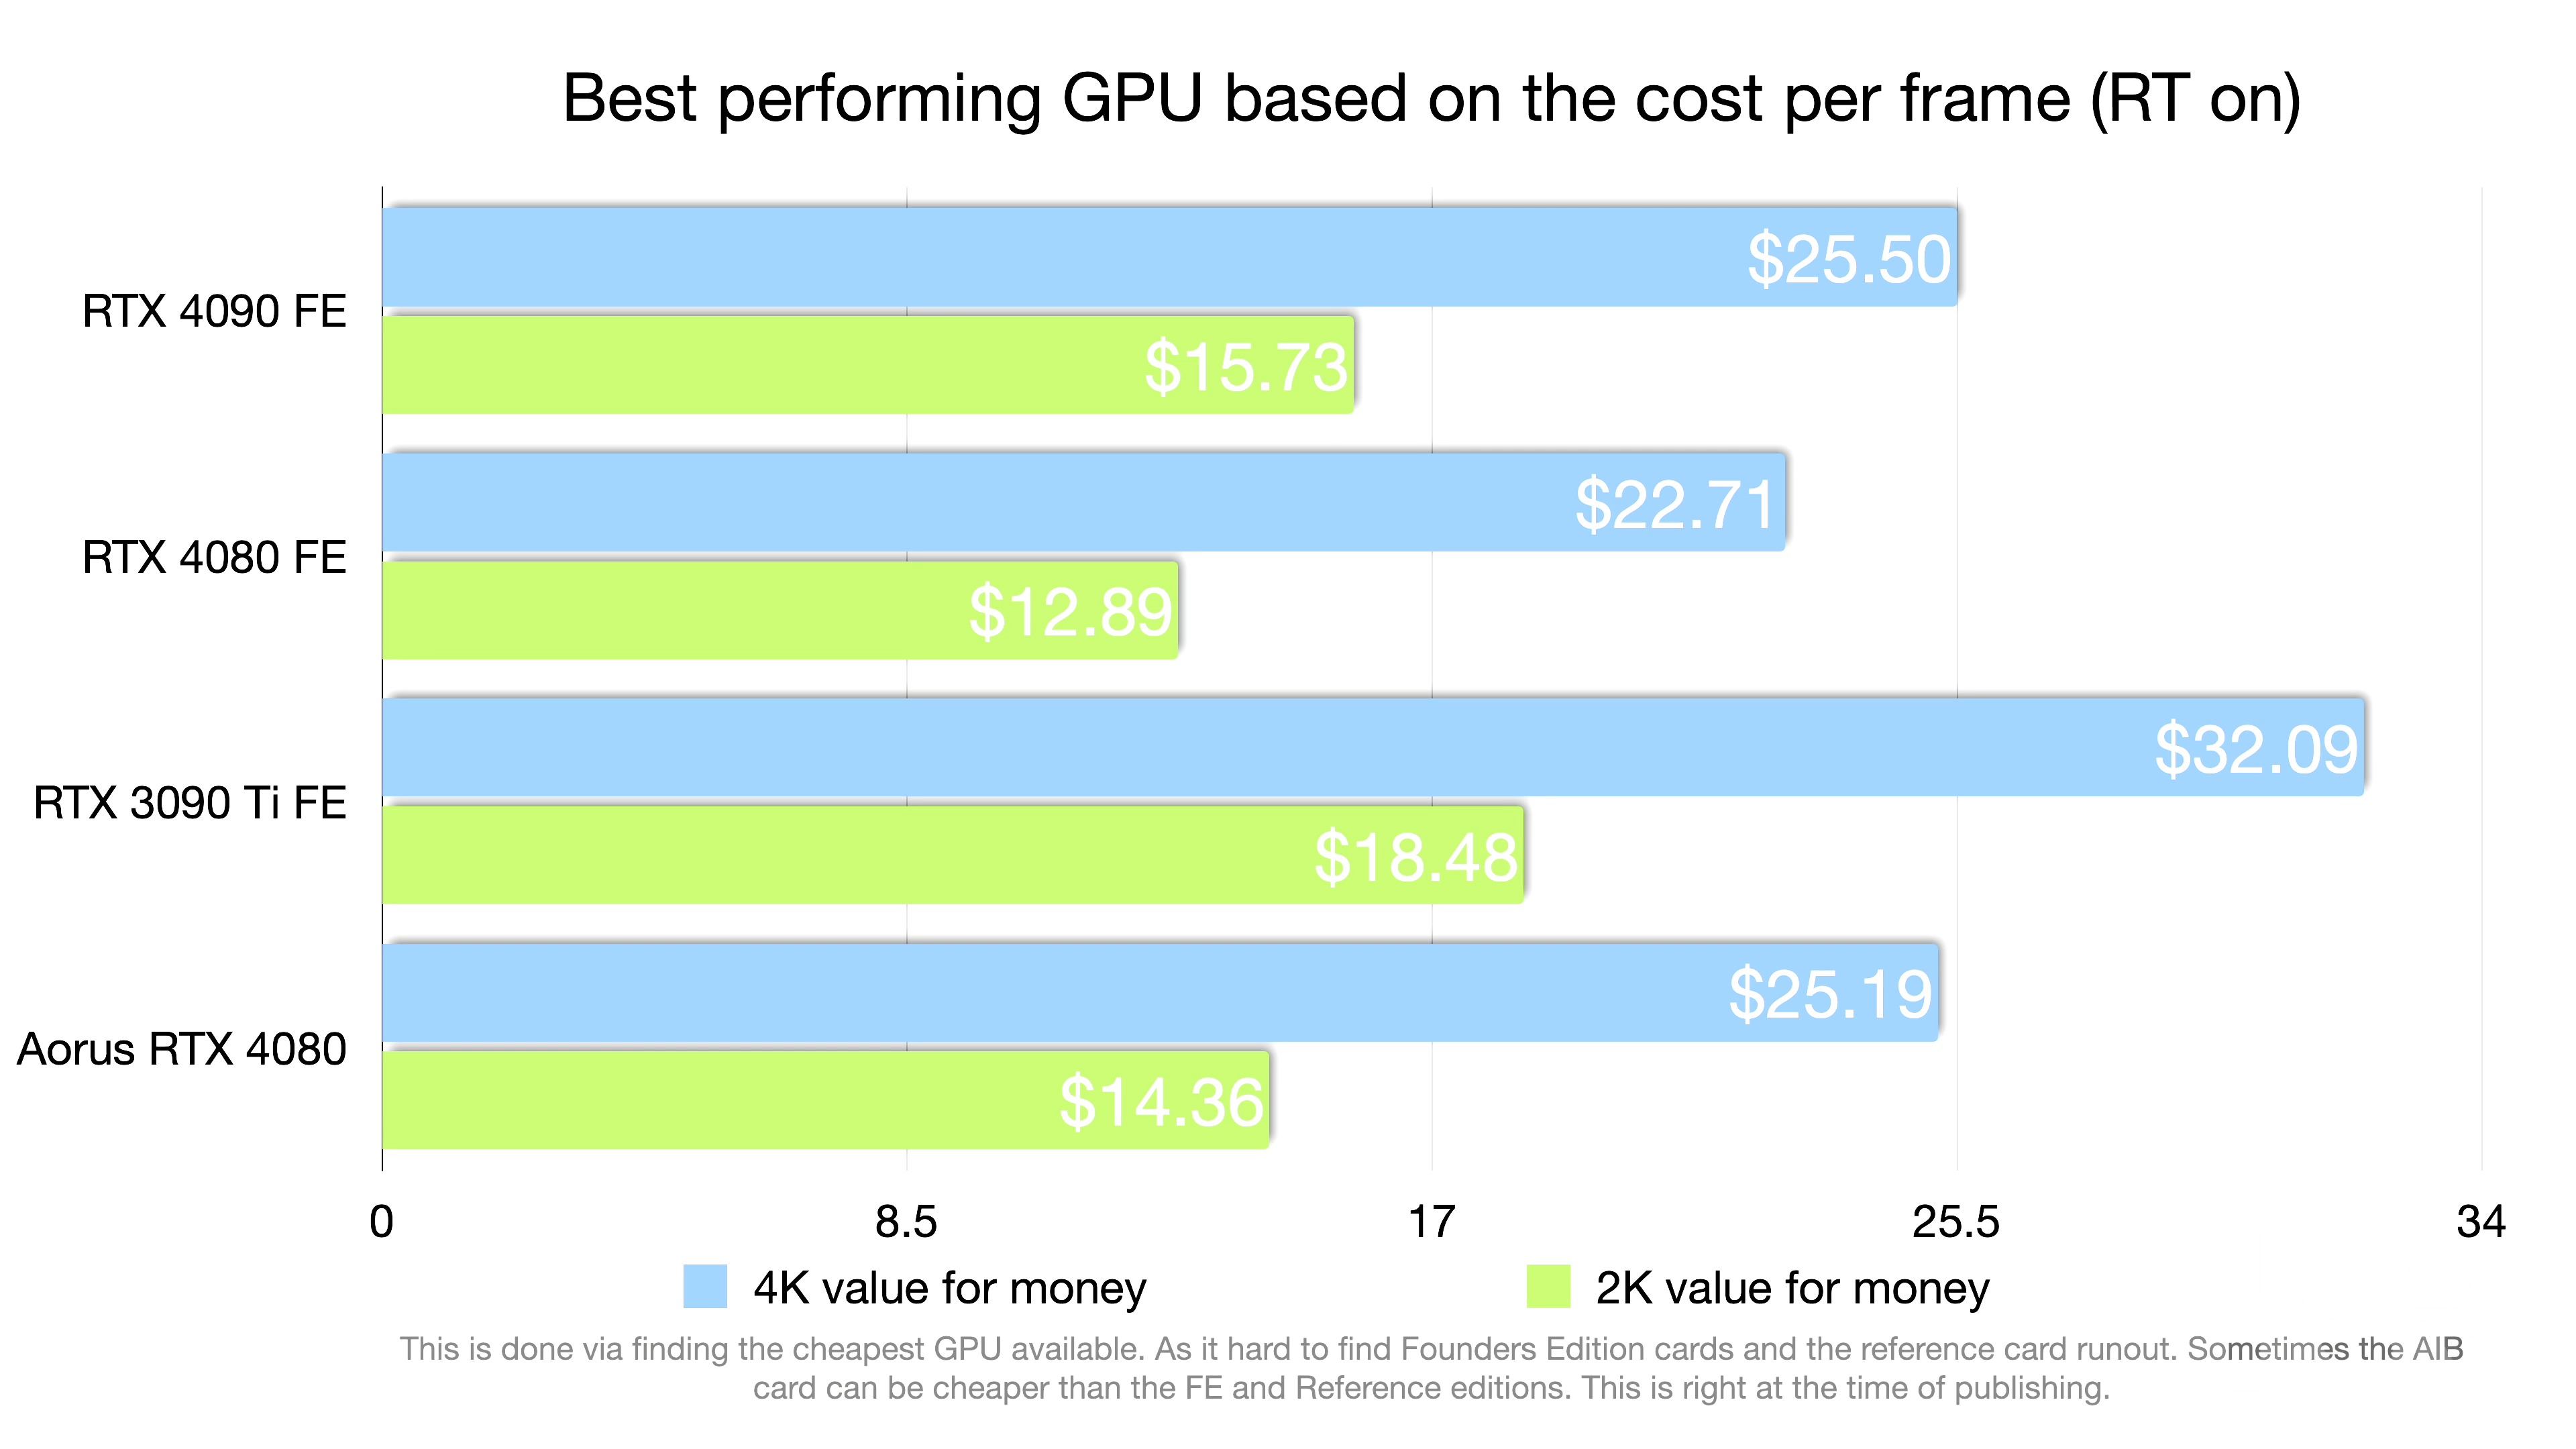 Best performing GPU based on the cost per frame (RT on)
RTX 4090 FE
$25.50
$15.73
RTX 4080 FE
$22.71
$12.89
RTX 3090 Ti FE
$32.09
$18.48
Aorus RTX 4080
$25.19
$14.36
0 8.5 17 25.5 34
4K value for money 2K value for money
This is done via finding the cheapest GPU available. As it hard to find Founders Edition cards and the reference card runout. Sometimes the AIB
card can be cheaper than the FE and Reference editions. This is right at the time of publishing.